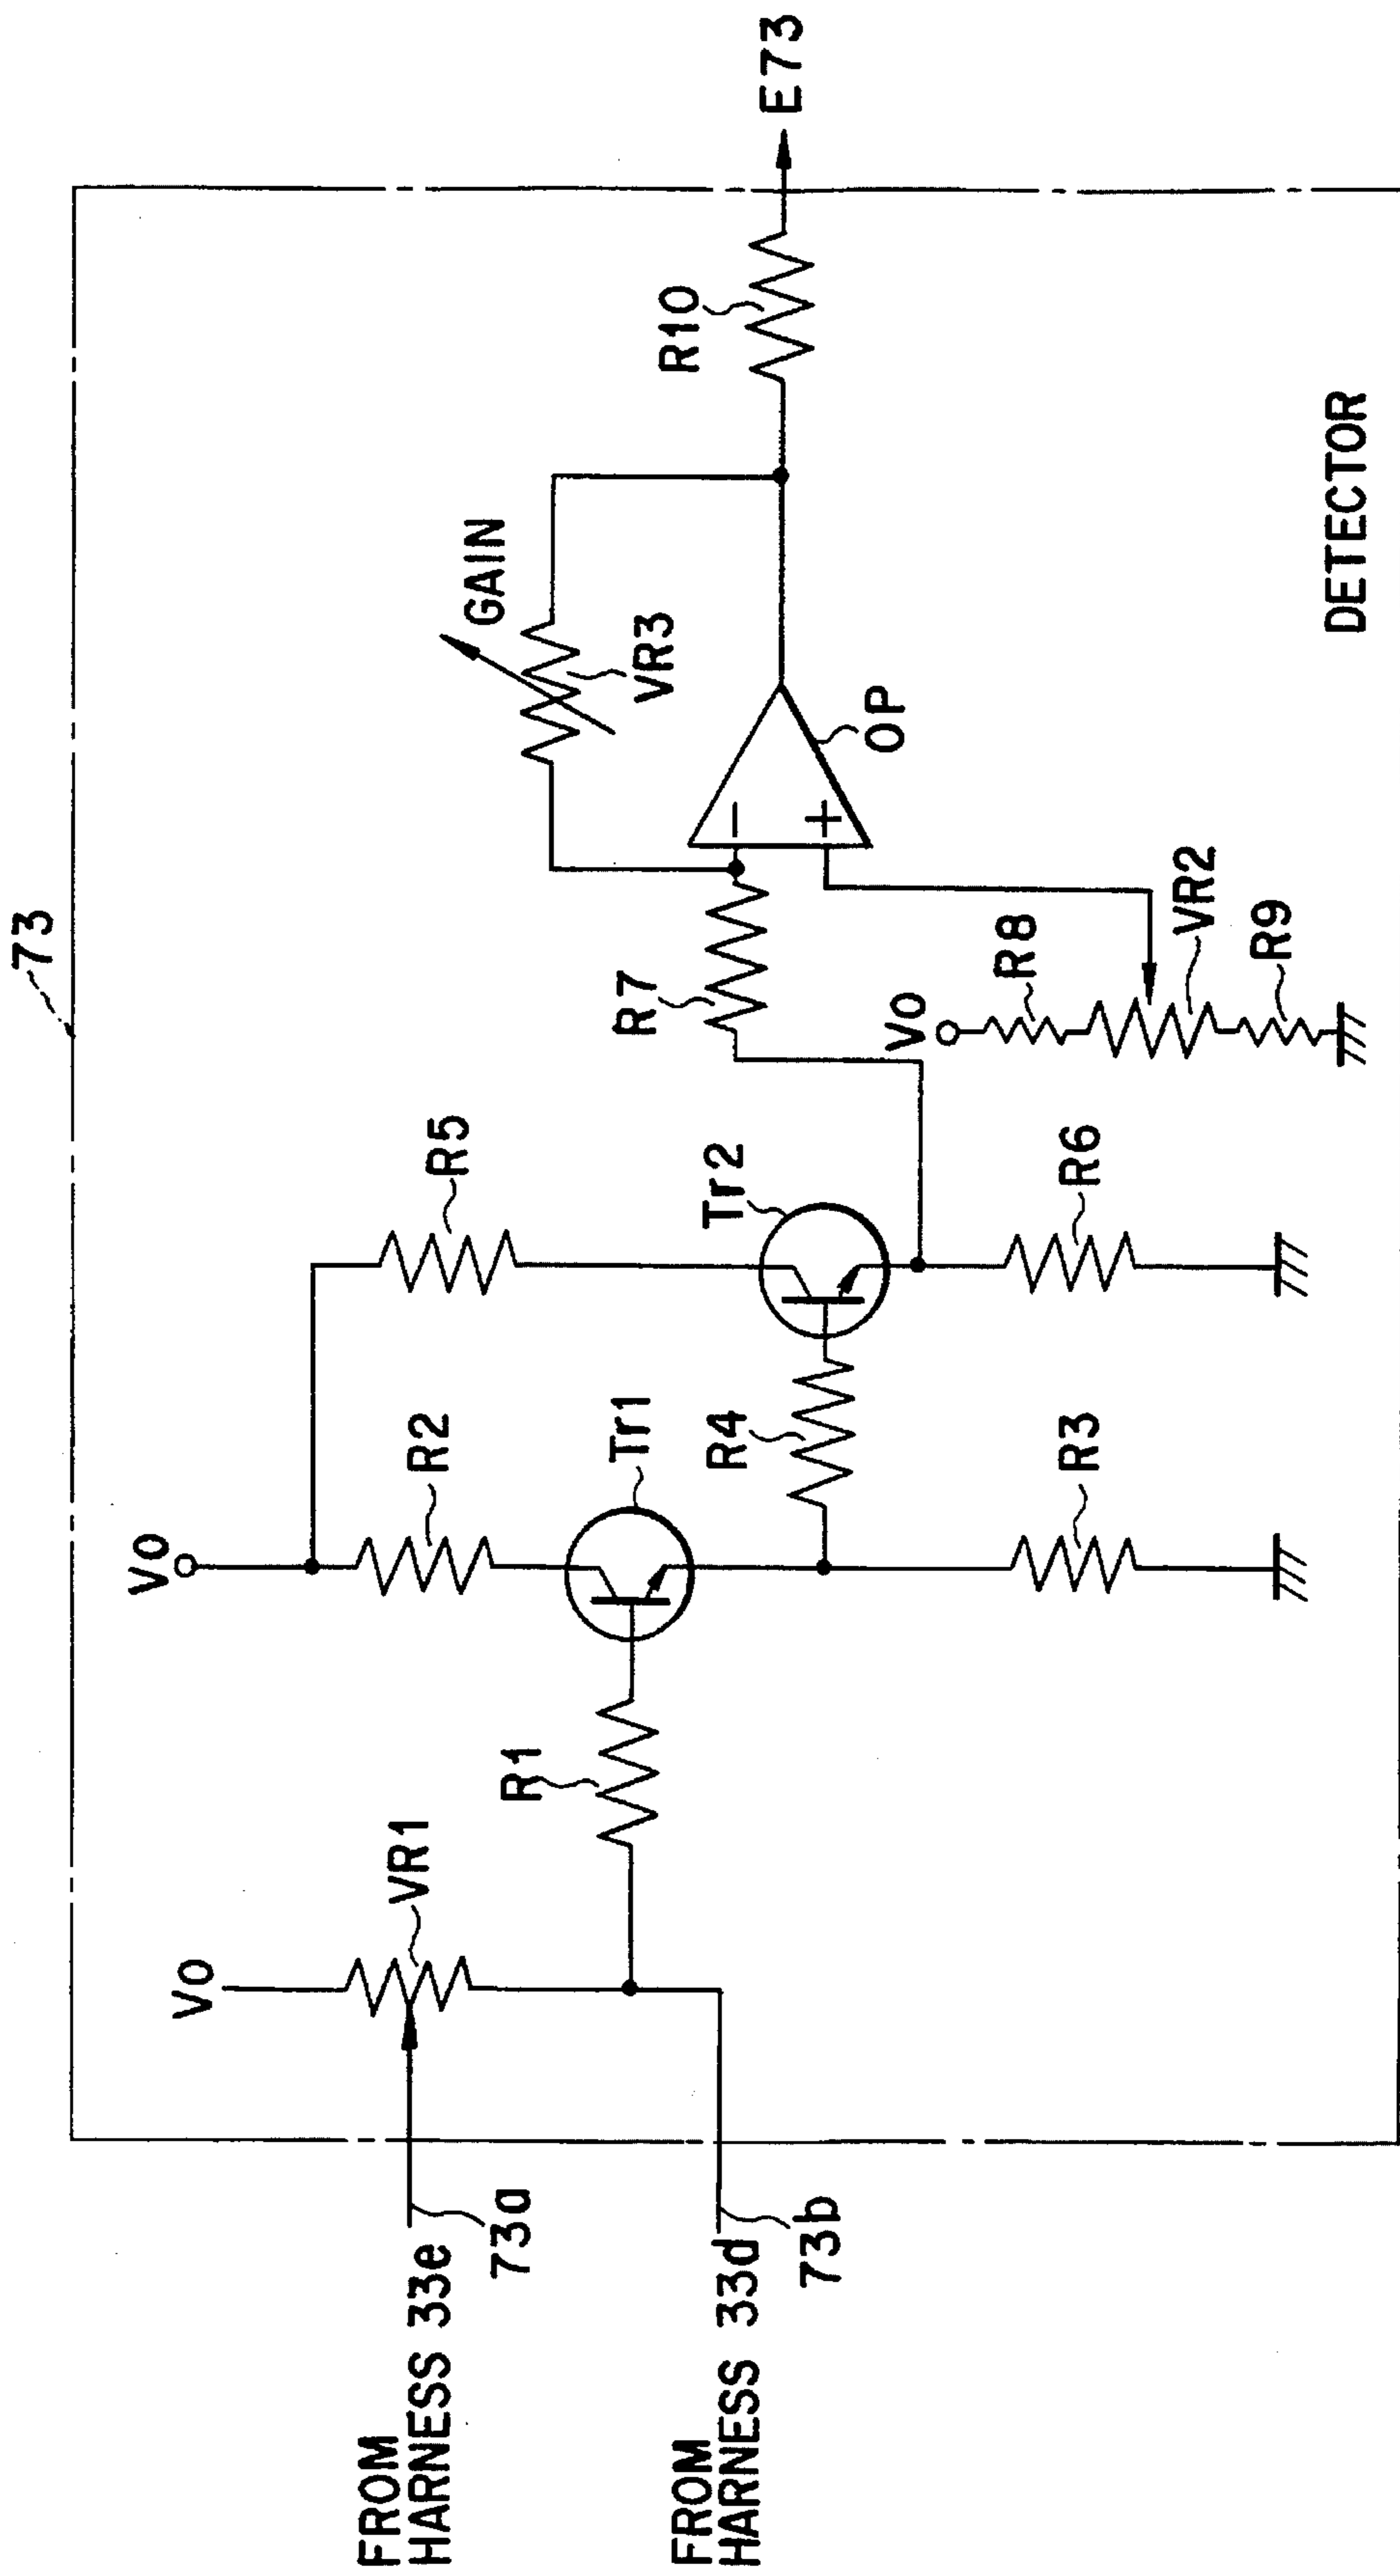 73
Vo
Vo
VR1
R2
R5
GAIN
FROM
HARNESS 33e
73a
R1
Tr1
R7
VR3
R10
FROM
HARNESS 33d
73b
R4
Tr2
−
+
E73
OP
Vo
R8
R3
R6
VR2
R9
DETECTOR